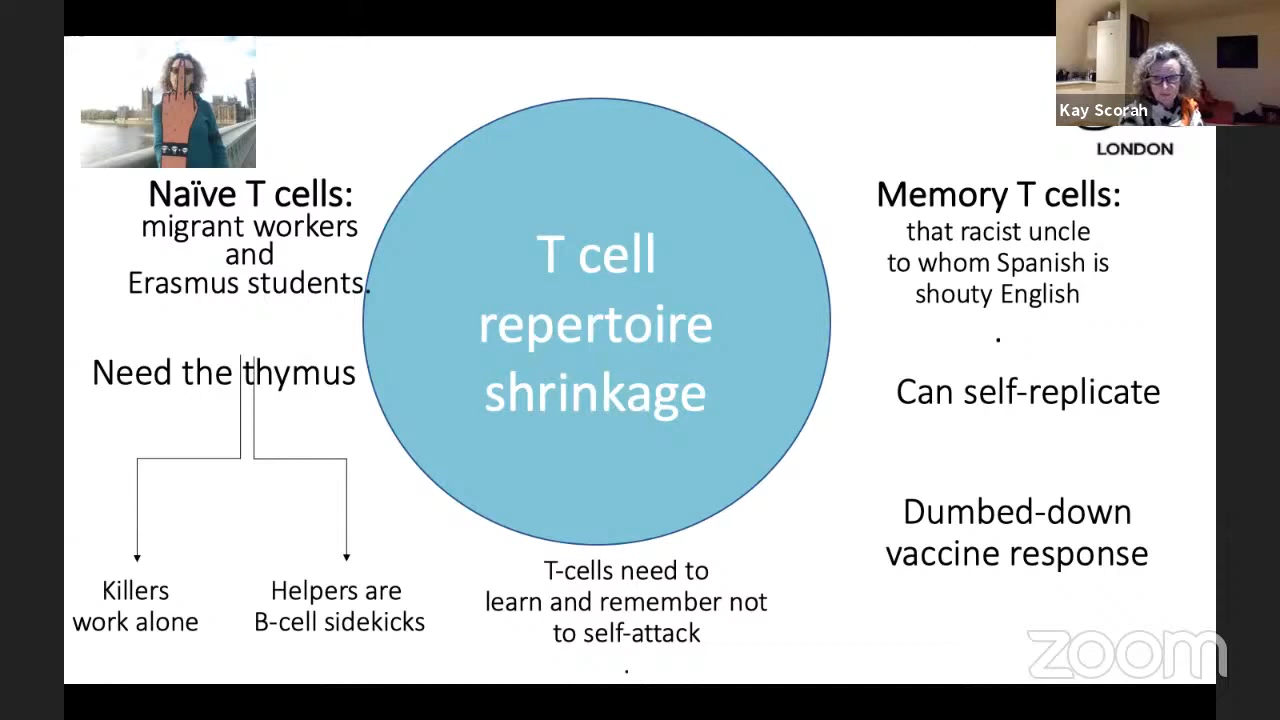 Kay Scorah
LONDON
Naïve T cells:
migrant workers
and
Erasmus students.
Need the thymus
Killers
work alone
Helpers are
B-cell sidekicks
T cell
repertoire
shrinkage
T-cells need to
learn and remember not
to self-attack
.
Memory T cells:
that racist uncle
to whom Spanish is
shouty English
.
Can self-replicate
Dumbed-down
vaccine response
zoom